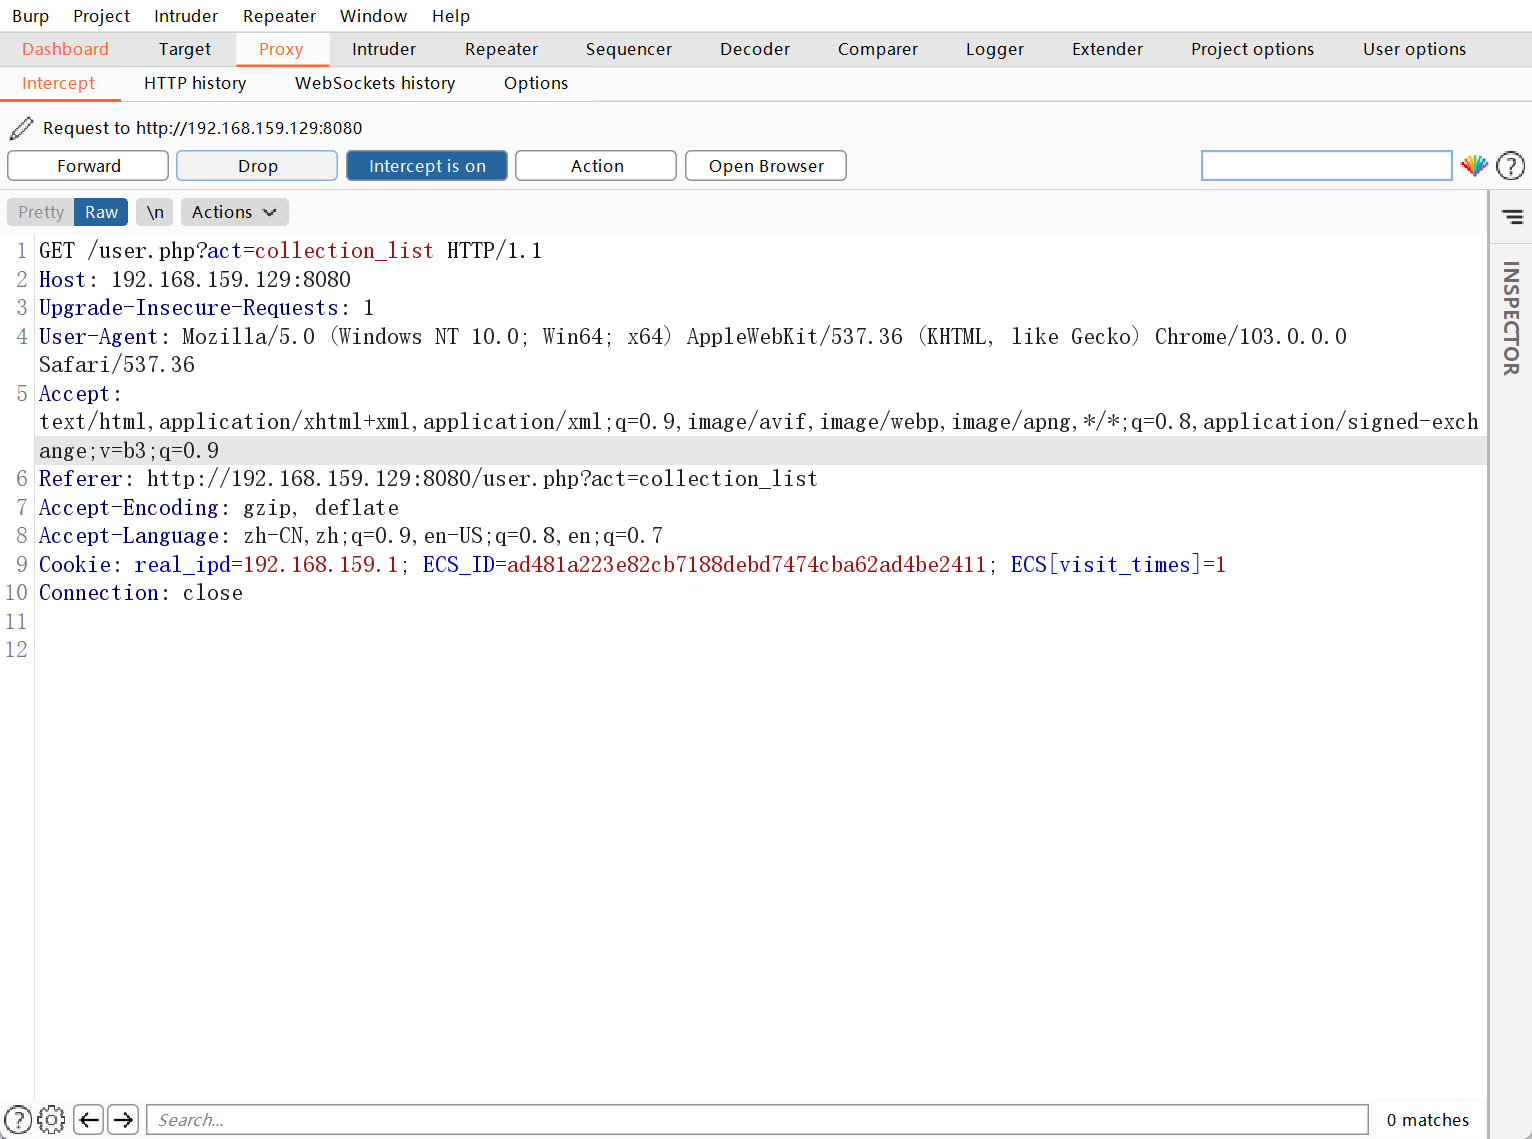 Burp Project Intruder Repeater Window Help
Dashboard Target Proxy Intruder Repeater Sequencer Decoder Comparer Logger Extender Project options User options
Intercept HTTP history WebSockets history Options
Request to http://192.168.159.129:8080
Forward Drop Intercept is on Action Open Browser ?
Pretty Raw \n Actions
INSPECTOR
1 GET /user.php?act=collection_list HTTP/1.1
2 Host: 192.168.159.129:8080
3 Upgrade-Insecure-Requests: 1
4 User-Agent: Mozilla/5.0 (Windows NT 10.0; Win64; x64) AppleWebKit/537.36 (KHTML, like Gecko) Chrome/103.0.0.0
Safari/537.36
5 Accept:
text/html,application/xhtml+xml,application/xml;q=0.9,image/avif,image/webp,image/apng,*/*;q=0.8,application/signed-exch
ange;v=b3;q=0.9
6 Referer: http://192.168.159.129:8080/user.php?act=collection_list
7 Accept-Encoding: gzip, deflate
8 Accept-Language: zh-CN,zh;q=0.9,en-US;q=0.8,en;q=0.7
9 Cookie: real_ipd=192.168.159.1; ECS_ID=ad481a223e82cb7188debd7474cba62ad4be2411; ECS[visit_times]=1
10 Connection: close
11
12
? Search... 0 matches